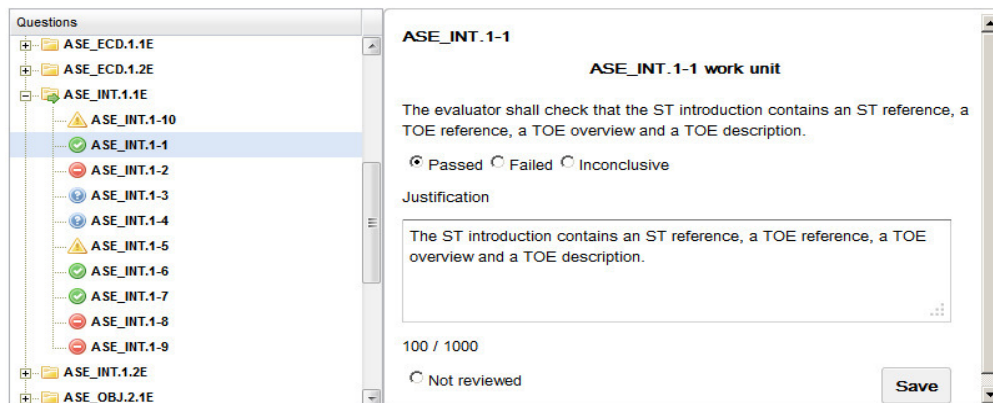 Questions
ASE_ECD.1.1E
ASE_ECD.1.2E
ASE_INT.1.1E
ASE_INT.1-10
ASE_INT.1-1
ASE_INT.1-2
ASE_INT.1-3
ASE_INT.1-4
ASE_INT.1-5
ASE_INT.1-6
ASE_INT.1-7
ASE_INT.1-8
ASE_INT.1-9
ASE_INT.1.2E
ASE_OBJ.2.1E
ASE_INT.1-1
ASE_INT.1-1 work unit
The evaluator shall check that the ST introduction contains an ST reference, a
TOE reference, a TOE overview and a TOE description.
Passed Failed Inconclusive
Justification
The ST introduction contains an ST reference, a TOE reference, a TOE
overview and a TOE description.
100 / 1000
Not reviewed
Save